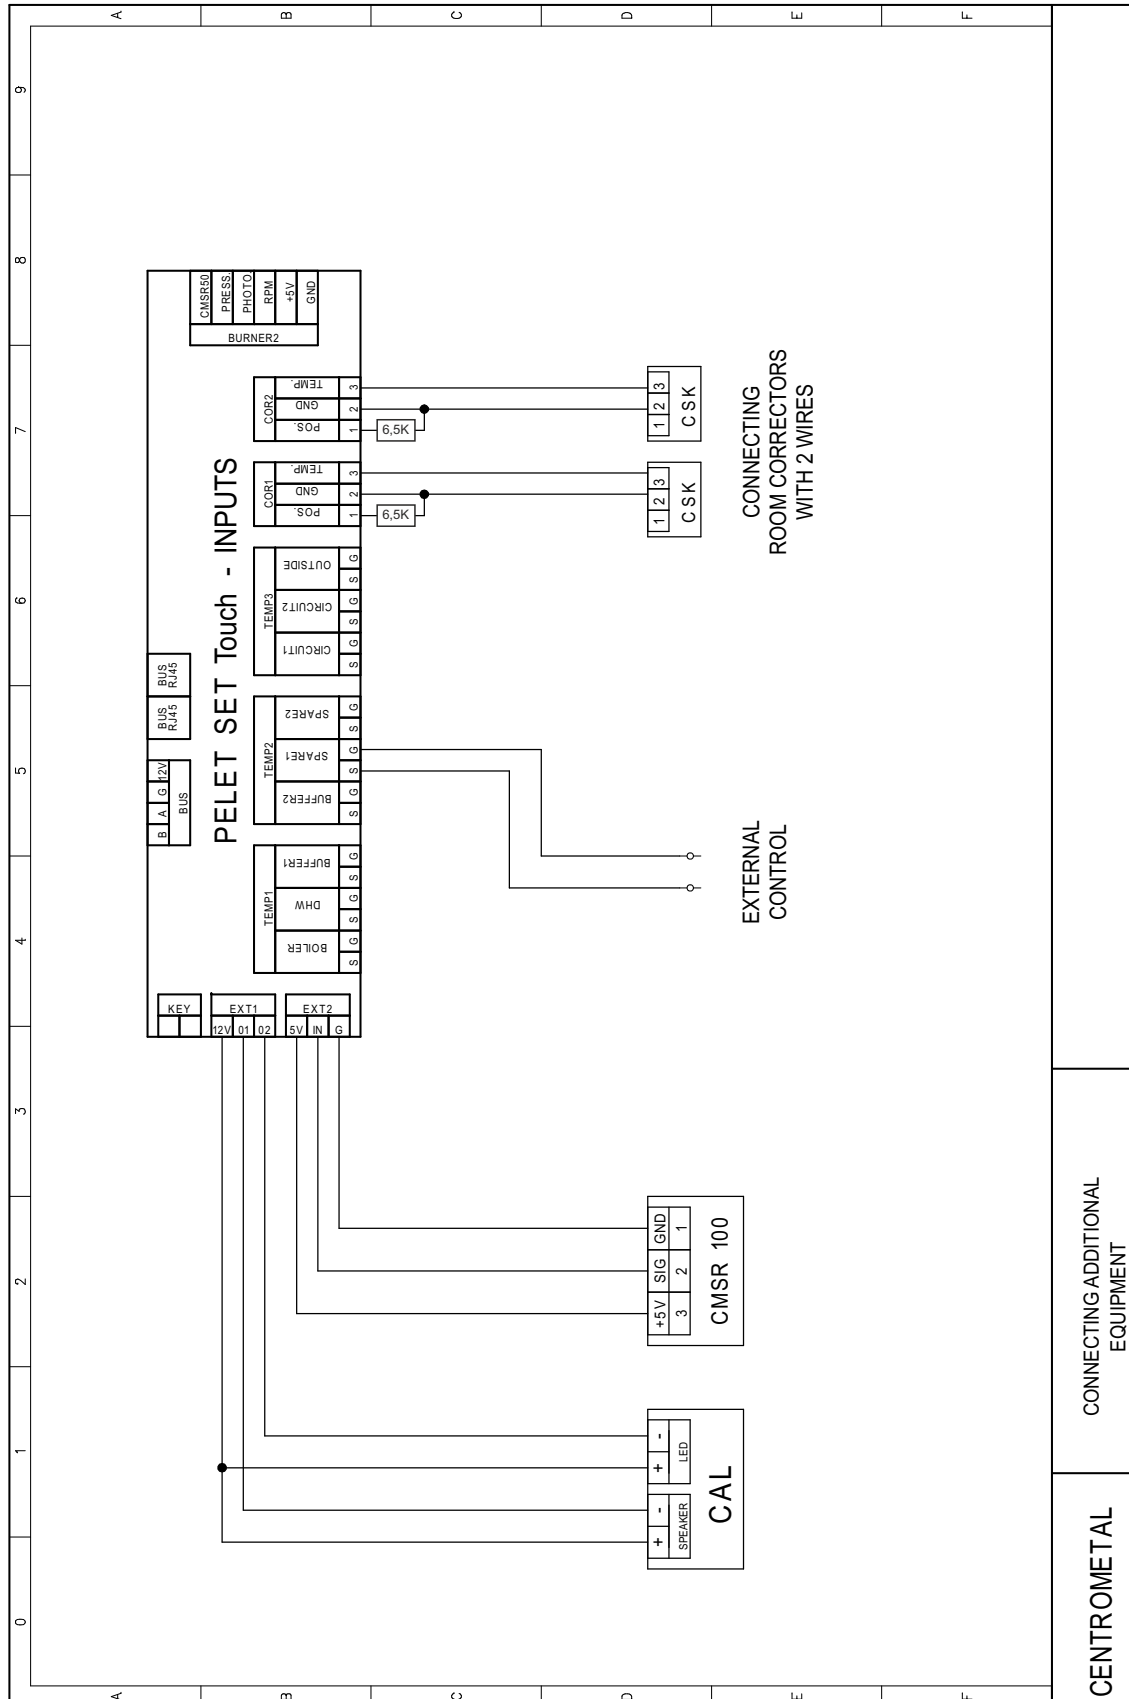 A B C D E F
9
8
7
6
5
4
3
2
1
0
PELET SET Touch - INPUTS
KEY
EXT1
12V 01 02
EXT2
5V IN G
B A G 12V
BUS
BUS
RJ45
BUS
RJ45
TEMP1
BOILER
DHW
BUFFER1
S G S G S G
TEMP2
BUFFER2
SPARE1
SPARE2
S G S G S G
TEMP3
CIRCUIT1
CIRCUIT2
OUTSIDE
S G S G S G
COR1
POS.
GND
TEMP.
1 2 3
COR2
POS.
GND
TEMP.
1 2 3
BURNER2
CMSR50
PRESS.
PHOTO.
RPM
+5V
GND
6,5K
6,5K
SPEAKER
+ -
LED
+ -
CAL
+5V SIG GND
3 2 1
CMSR 100
EXTERNAL
CONTROL
1 2 3
CSK
1 2 3
CSK
CONNECTING
ROOM CORRECTORS
WITH 2 WIRES
A B C D E F
CENTROMETAL
CONNECTING ADDITIONAL
EQUIPMENT